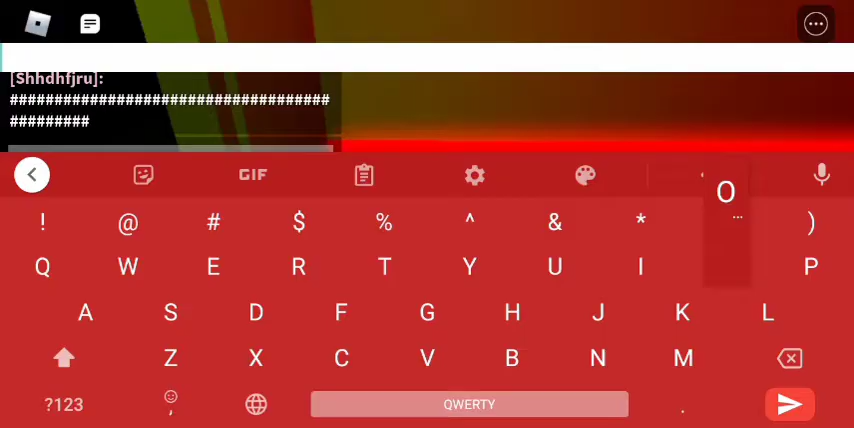 [Shhdhfjru]:
####################################
#########
GIF
O
...
! @ # $ % ^ & * )
Q W E R T Y U I P
A S D F G H J K L
Z X C V B N M
?123 , QWERTY .